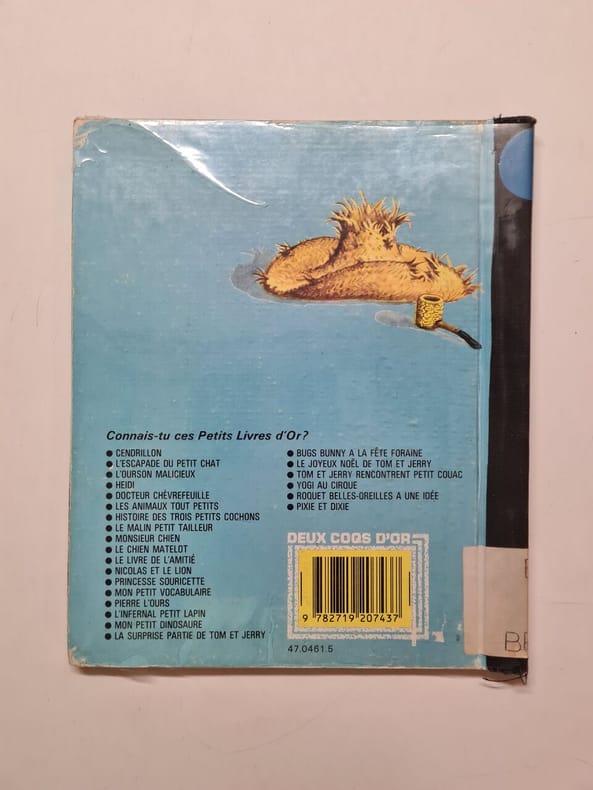 Connais-tu ces Petits Livres d'Or?
● CENDRILLON
● L'ESCAPADE DU PETIT CHAT
● L'OURSON MALICIEUX
● HEIDI
● DOCTEUR CHÈVREFEUILLE
● LES ANIMAUX TOUT PETITS
● HISTOIRE DES TROIS PETITS COCHONS
● LE MALIN PETIT TAILLEUR
● MONSIEUR CHIEN
● LE CHIEN MATELOT
● LE LIVRE DE L'AMITIÉ
● NICOLAS ET LE LION
● PRINCESSE SOURICETTE
● MON PETIT VOCABULAIRE
● PIERRE L'OURS
● L'INFERNAL PETIT LAPIN
● MON PETIT DINOSAURE
● LA SURPRISE PARTIE DE TOM ET JERRY
● BUGS BUNNY A LA FÊTE FORAINE
● LE JOYEUX NOËL DE TOM ET JERRY
● TOM ET JERRY RENCONTRENT PETIT COUAC
● YOGI AU CIRQUE
● ROQUET BELLES-OREILLES A UNE IDÉE
● PIXIE ET DIXIE
DEUX COQS D'OR
9 782719 207437
47.0461.5